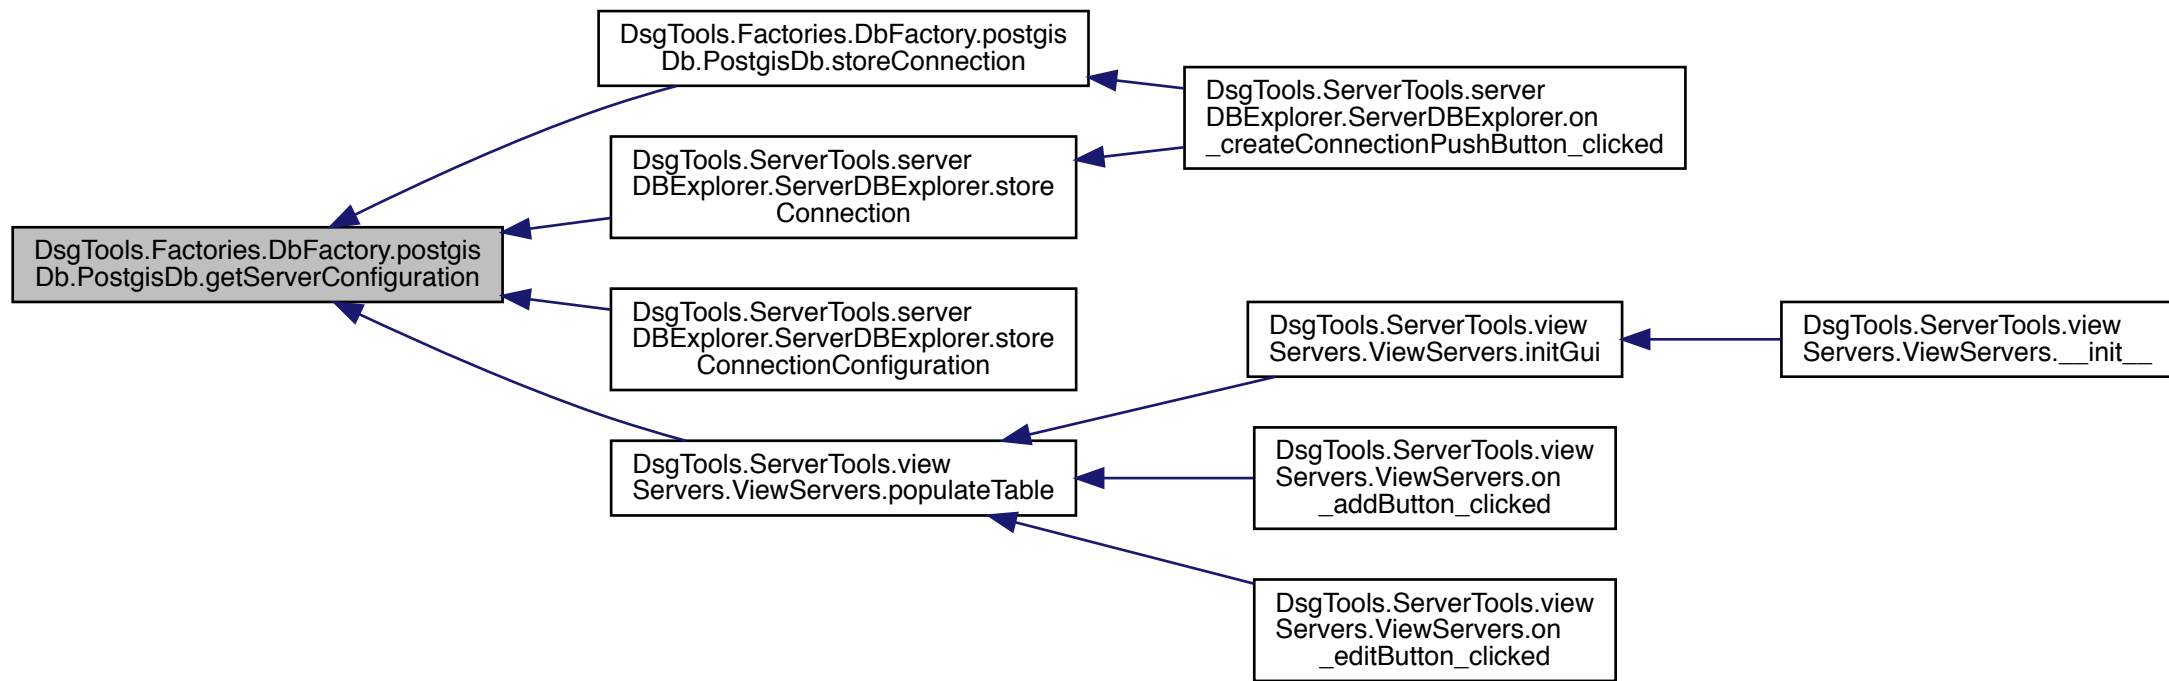 DsgTools.Factories.DbFactory.postgis
Db.PostgisDb.storeConnection
DsgTools.ServerTools.server
DBExplorer.ServerDBExplorer.on
_createConnectionPushButton_clicked
DsgTools.ServerTools.server
DBExplorer.ServerDBExplorer.store
Connection
DsgTools.Factories.DbFactory.postgis
Db.PostgisDb.getServerConfiguration
DsgTools.ServerTools.server
DBExplorer.ServerDBExplorer.store
ConnectionConfiguration
DsgTools.ServerTools.view
Servers.ViewServers.initGui
DsgTools.ServerTools.view
Servers.ViewServers.__init__
DsgTools.ServerTools.view
Servers.ViewServers.populateTable
DsgTools.ServerTools.view
Servers.ViewServers.on
_addButton_clicked
DsgTools.ServerTools.view
Servers.ViewServers.on
_editButton_clicked